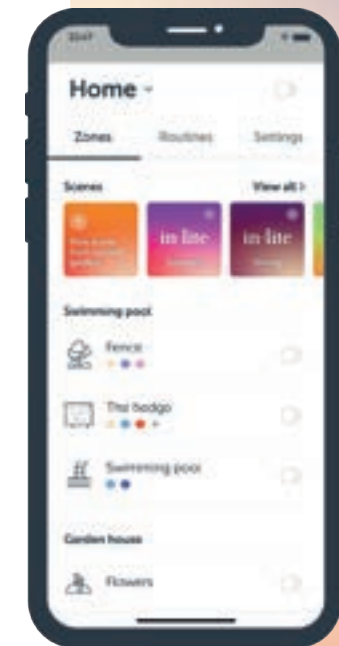 Home
Zones Routines Settings
Scenes View all >
in lite
in lite
Swimming pool
Fence
The hedge
Swimming pool
Garden house
Flowers